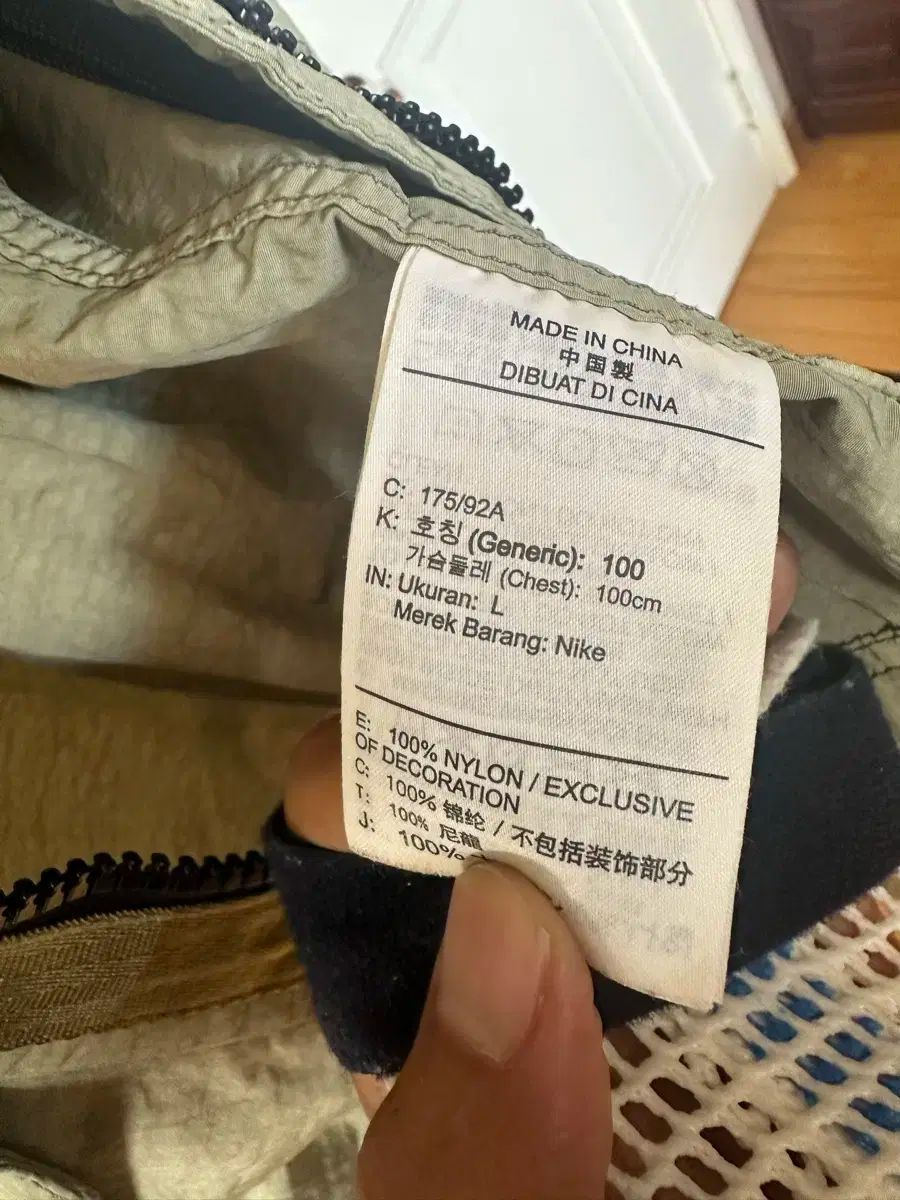 MADE IN CHINA
中国製
DIBUAT DI CINA
C: 175/92A
K: 호칭 (Generic): 100
가슴둘레 (Chest): 100cm
IN: Ukuran: L
Merek Barang: Nike
E: 100% NYLON / EXCLUSIVE
OF DECORATION
C: 100% 锦纶 / 不包括装饰部分
T: 100% 尼龍
J: 100%